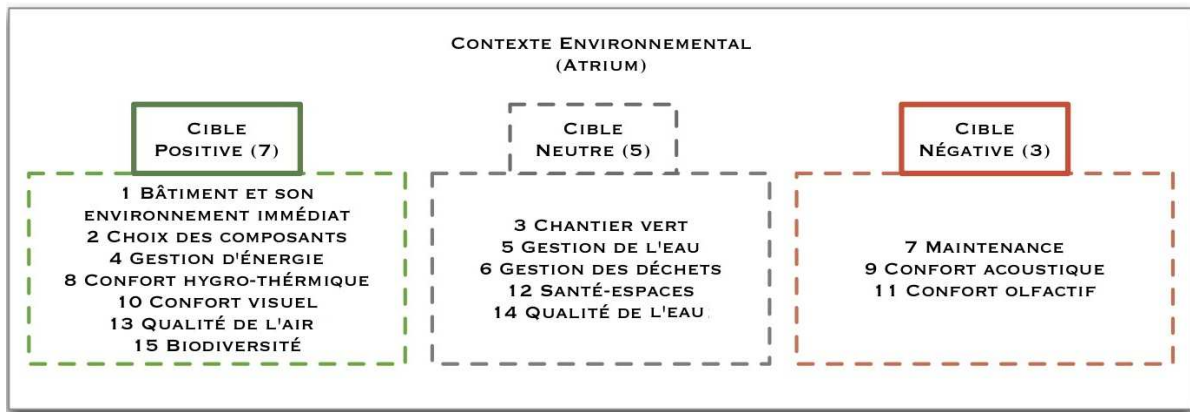 Contexte Environnemental
(Atrium)
Cible
Positive (7)
1 Bâtiment et son
environnement immédiat
2 Choix des composants
4 Gestion d'énergie
8 Confort hygro-thérmique
10 Confort visuel
13 Qualité de l'air
15 Biodiversité
Cible
Neutre (5)
3 Chantier vert
5 Gestion de l'eau
6 Gestion des déchets
12 Santé-espaces
14 Qualité de l'eau
Cible
Négative (3)
7 Maintenance
9 Confort acoustique
11 Confort olfactif